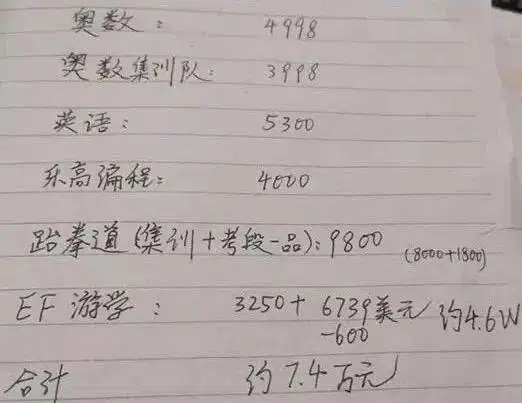 奥数： 4998
奥数集训队： 3998
英语： 5300
乐高编程： 4000
跆拳道(集训+考段一品)：9800 (8000+1800)
EF 游学： 3250+ 6739美元 约4.6W
-600
合计 约7.4万元